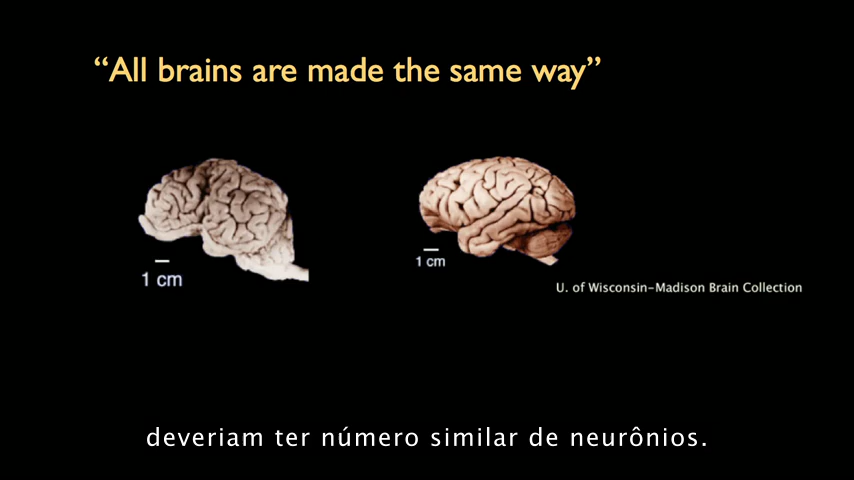 “All brains are made the same way”
1 cm
1 cm
U. of Wisconsin–Madison Brain Collection
deveriam ter número similar de neurônios.